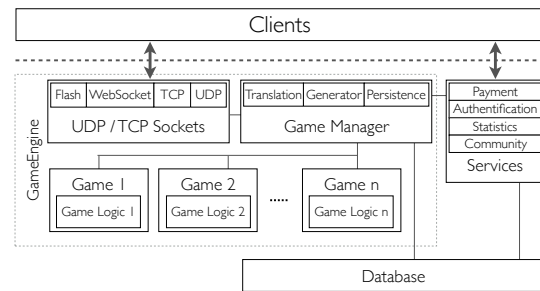 Clients
Flash WebSocket TCP UDP
UDP / TCP Sockets
Translation Generator Persistence
Game Manager
Payment
Authentification
Statistics
Community
Services
GameEngine
Game 1
Game Logic 1
Game 2
Game Logic 2
.....
Game n
Game Logic n
Database